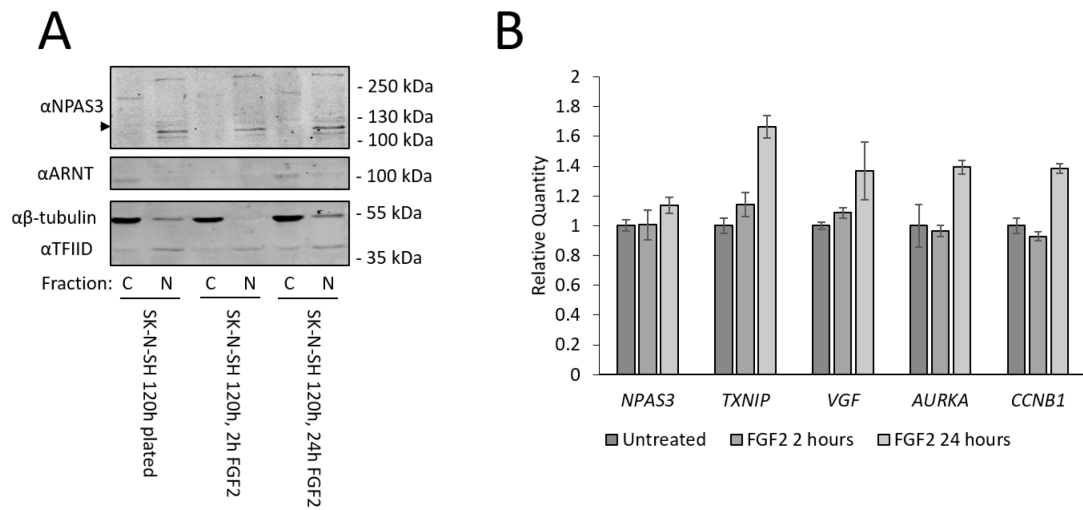 A
αNPAS3
- 250 kDa
- 130 kDa
- 100 kDa
αARNT
- 100 kDa
αβ-tubulin
- 55 kDa
αTFIID
- 35 kDa
Fraction: C N C N C N
SK-N-SH 120h plated
SK-N-SH 120h, 2h FGF2
SK-N-SH 120h, 24h FGF2
B
Relative Quantity
2
1.8
1.6
1.4
1.2
1
0.8
0.6
0.4
0.2
0
NPAS3 TXNIP VGF AURKA CCNB1
Untreated FGF2 2 hours FGF2 24 hours